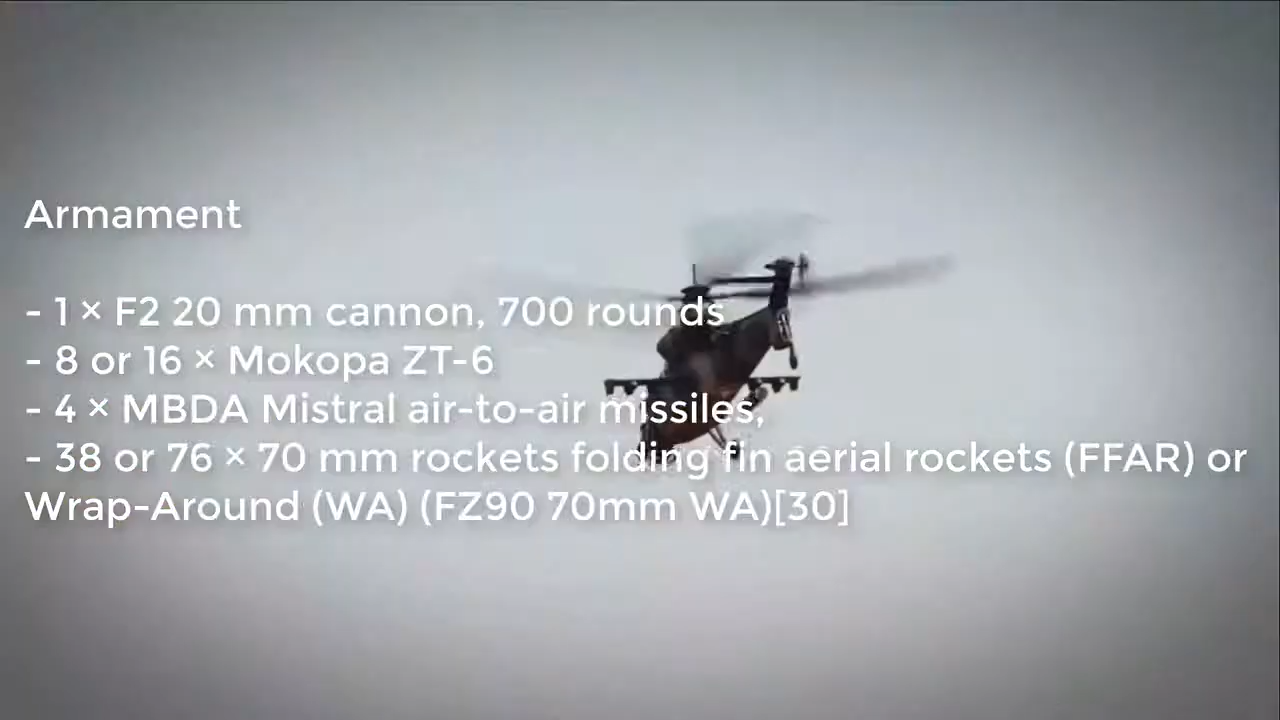 Armament
- 1 × F2 20 mm cannon, 700 rounds
- 8 or 16 × Mokopa ZT-6
- 4 × MBDA Mistral air-to-air missiles,
- 38 or 76 × 70 mm rockets folding fin aerial rockets (FFAR) or
Wrap-Around (WA) (FZ90 70mm WA)[30]